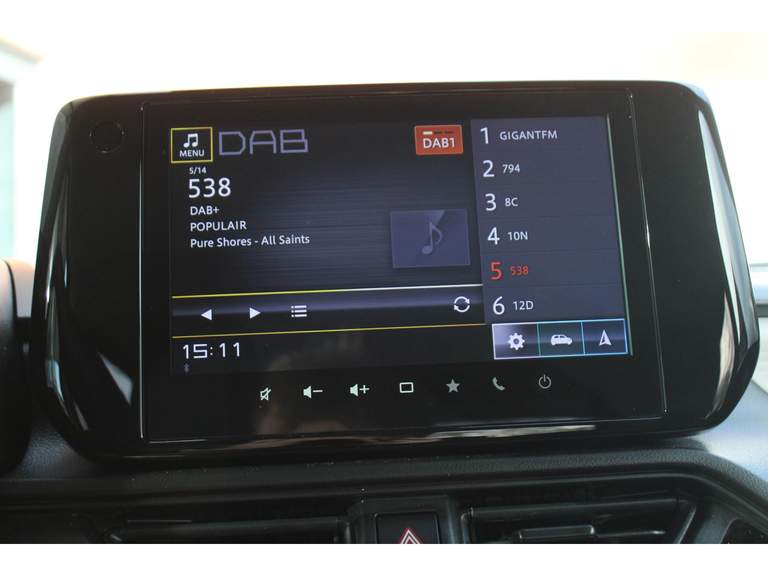 MENU
DAB
DAB1
5/14
538
DAB+
POPULAIR
Pure Shores - All Saints
1 GIGANTFM
2 794
3 8C
4 10N
5 538
6 12D
15:11